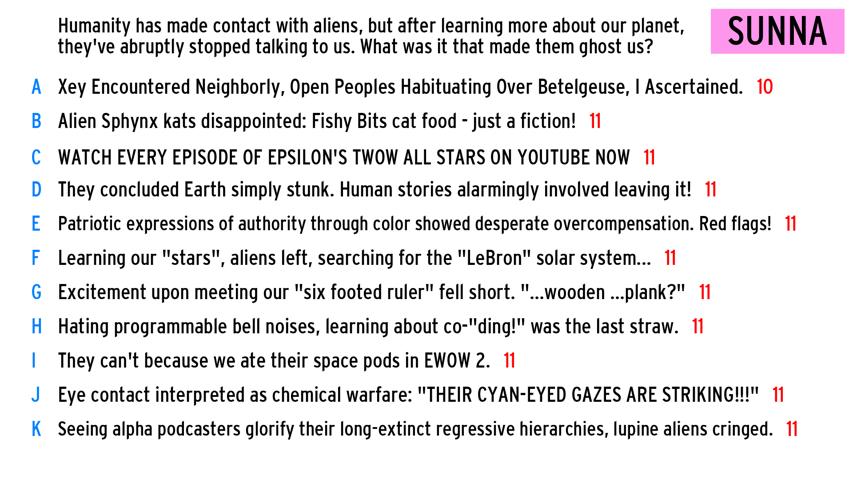 Humanity has made contact with aliens, but after learning more about our planet,
they've abruptly stopped talking to us. What was it that made them ghost us?
SUNNA
A Xey Encountered Neighborly, Open Peoples Habituating Over Betelgeuse, I Ascertained. 10
B Alien Sphynx kats disappointed: Fishy Bits cat food - just a fiction! 11
C WATCH EVERY EPISODE OF EPSILON'S TWOW ALL STARS ON YOUTUBE NOW 11
D They concluded Earth simply stunk. Human stories alarmingly involved leaving it! 11
E Patriotic expressions of authority through color showed desperate overcompensation. Red flags! 11
F Learning our "stars", aliens left, searching for the "LeBron" solar system... 11
G Excitement upon meeting our "six footed ruler" fell short. "...wooden ...plank?" 11
H Hating programmable bell noises, learning about co-"ding!" was the last straw. 11
I They can't because we ate their space pods in EWOW 2. 11
J Eye contact interpreted as chemical warfare: "THEIR CYAN-EYED GAZES ARE STRIKING!!!" 11
K Seeing alpha podcasters glorify their long-extinct regressive hierarchies, lupine aliens cringed. 11